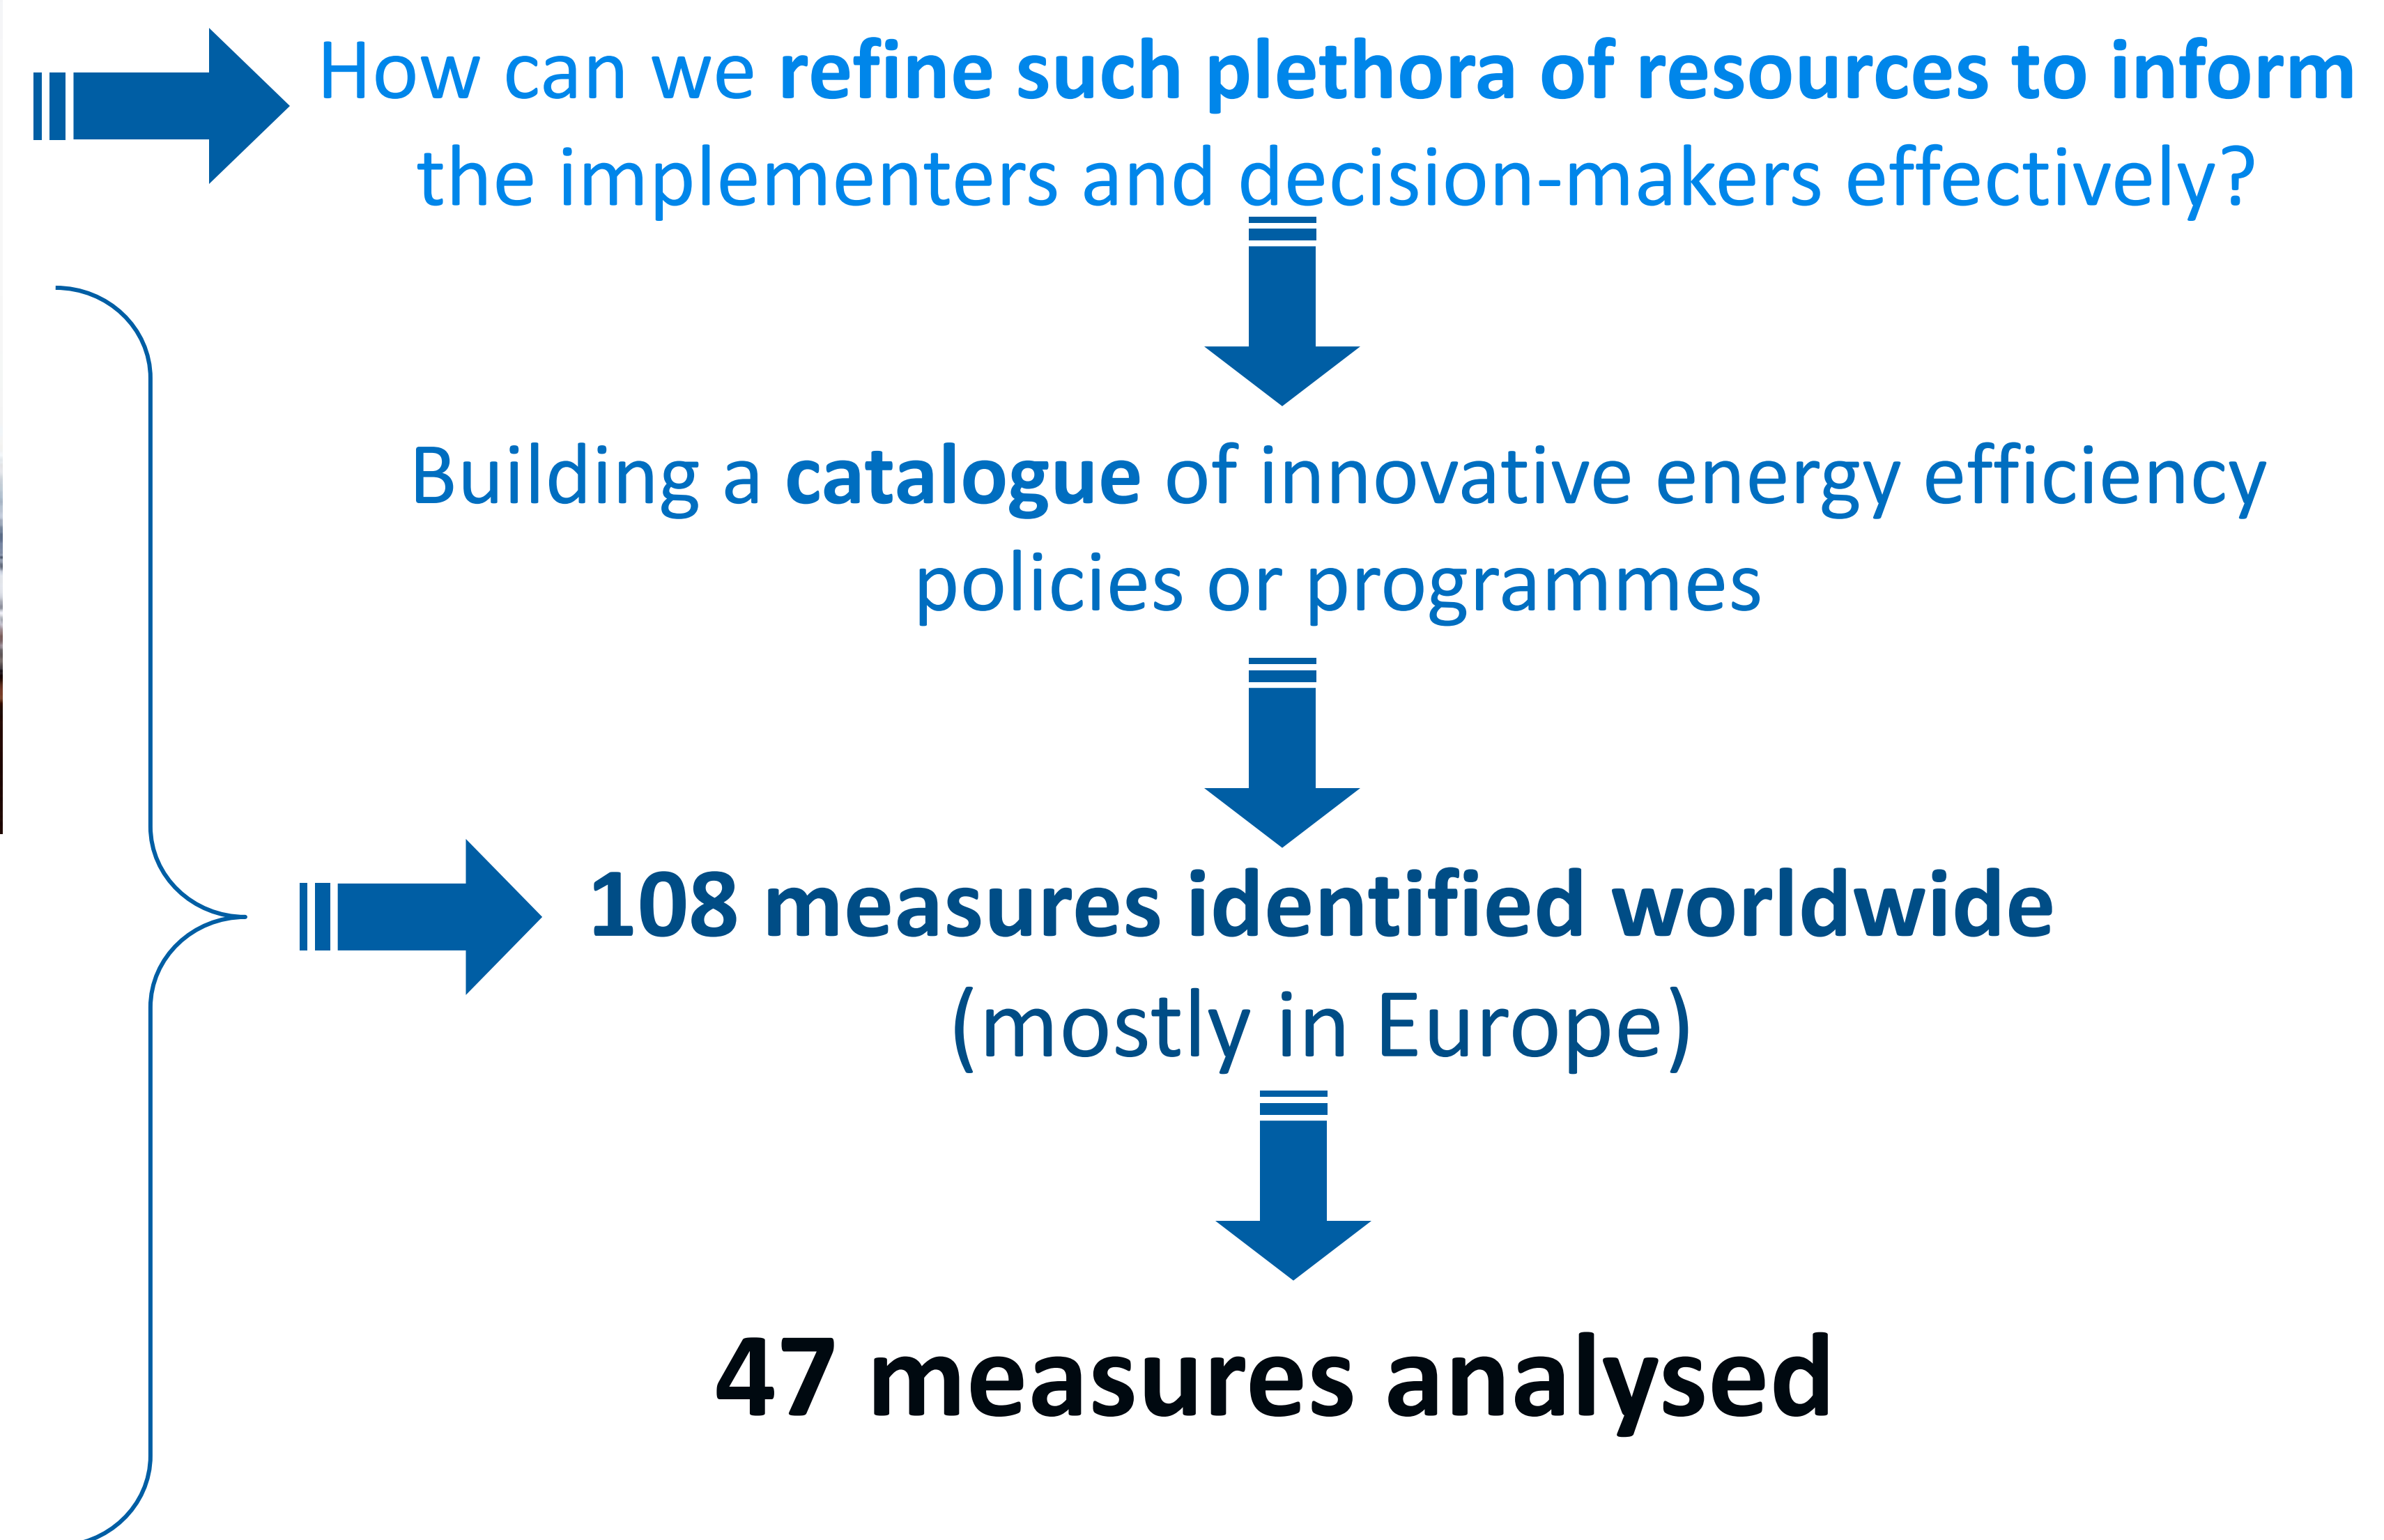 How can we refine such plethora of resources to inform
the implementers and decision-makers effectively?
Building a catalogue of innovative energy efficiency
policies or programmes
108 measures identified worldwide
(mostly in Europe)
47 measures analysed